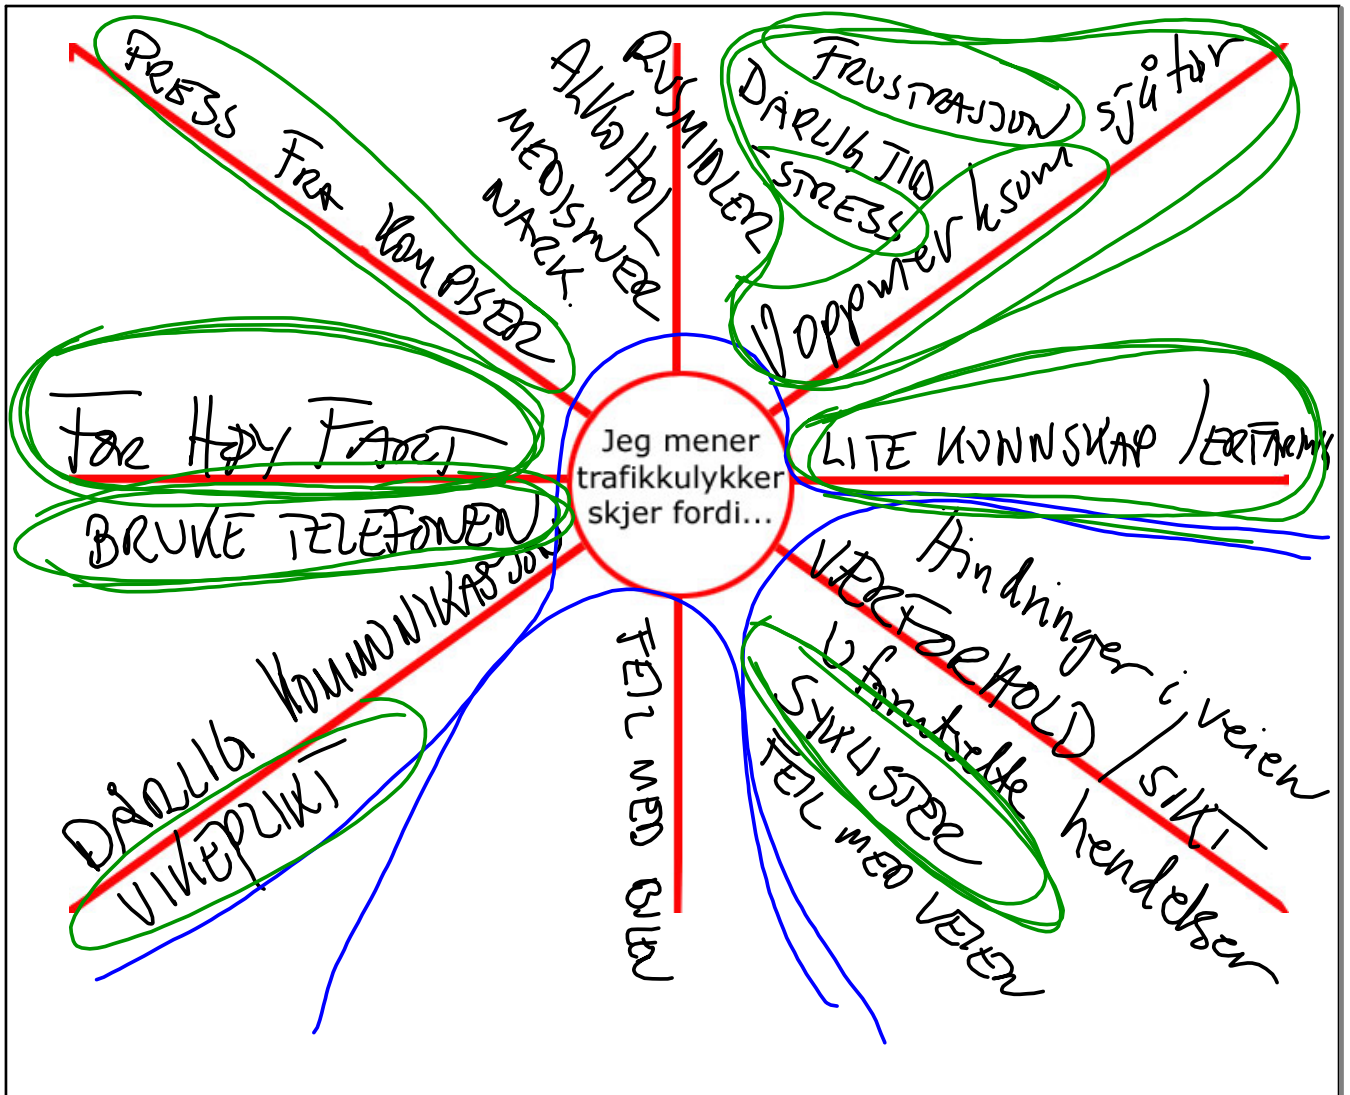 PRESS FRA KOMPISER
RUSMIDLER
ALKOHOL
MEDISINER
NARK.
FRUSTRASJON
DÅRLIG TID
-STRESS
Uoppmerksom sjåfør
FOR HØY FART
BRUKE TELEFONEN
Jeg mener
trafikkulykker
skjer fordi...
LITE KUNNSKAP /ERFARING
DÅRLIG KOMMUNIKASJON
VIKEPLIKT
FEIL MED BILEN
Hindringer i veien
VÆRFORHOLD / SIKT
Uforutsette hendelser
SYKLISTER
FEIL MED VEIEN